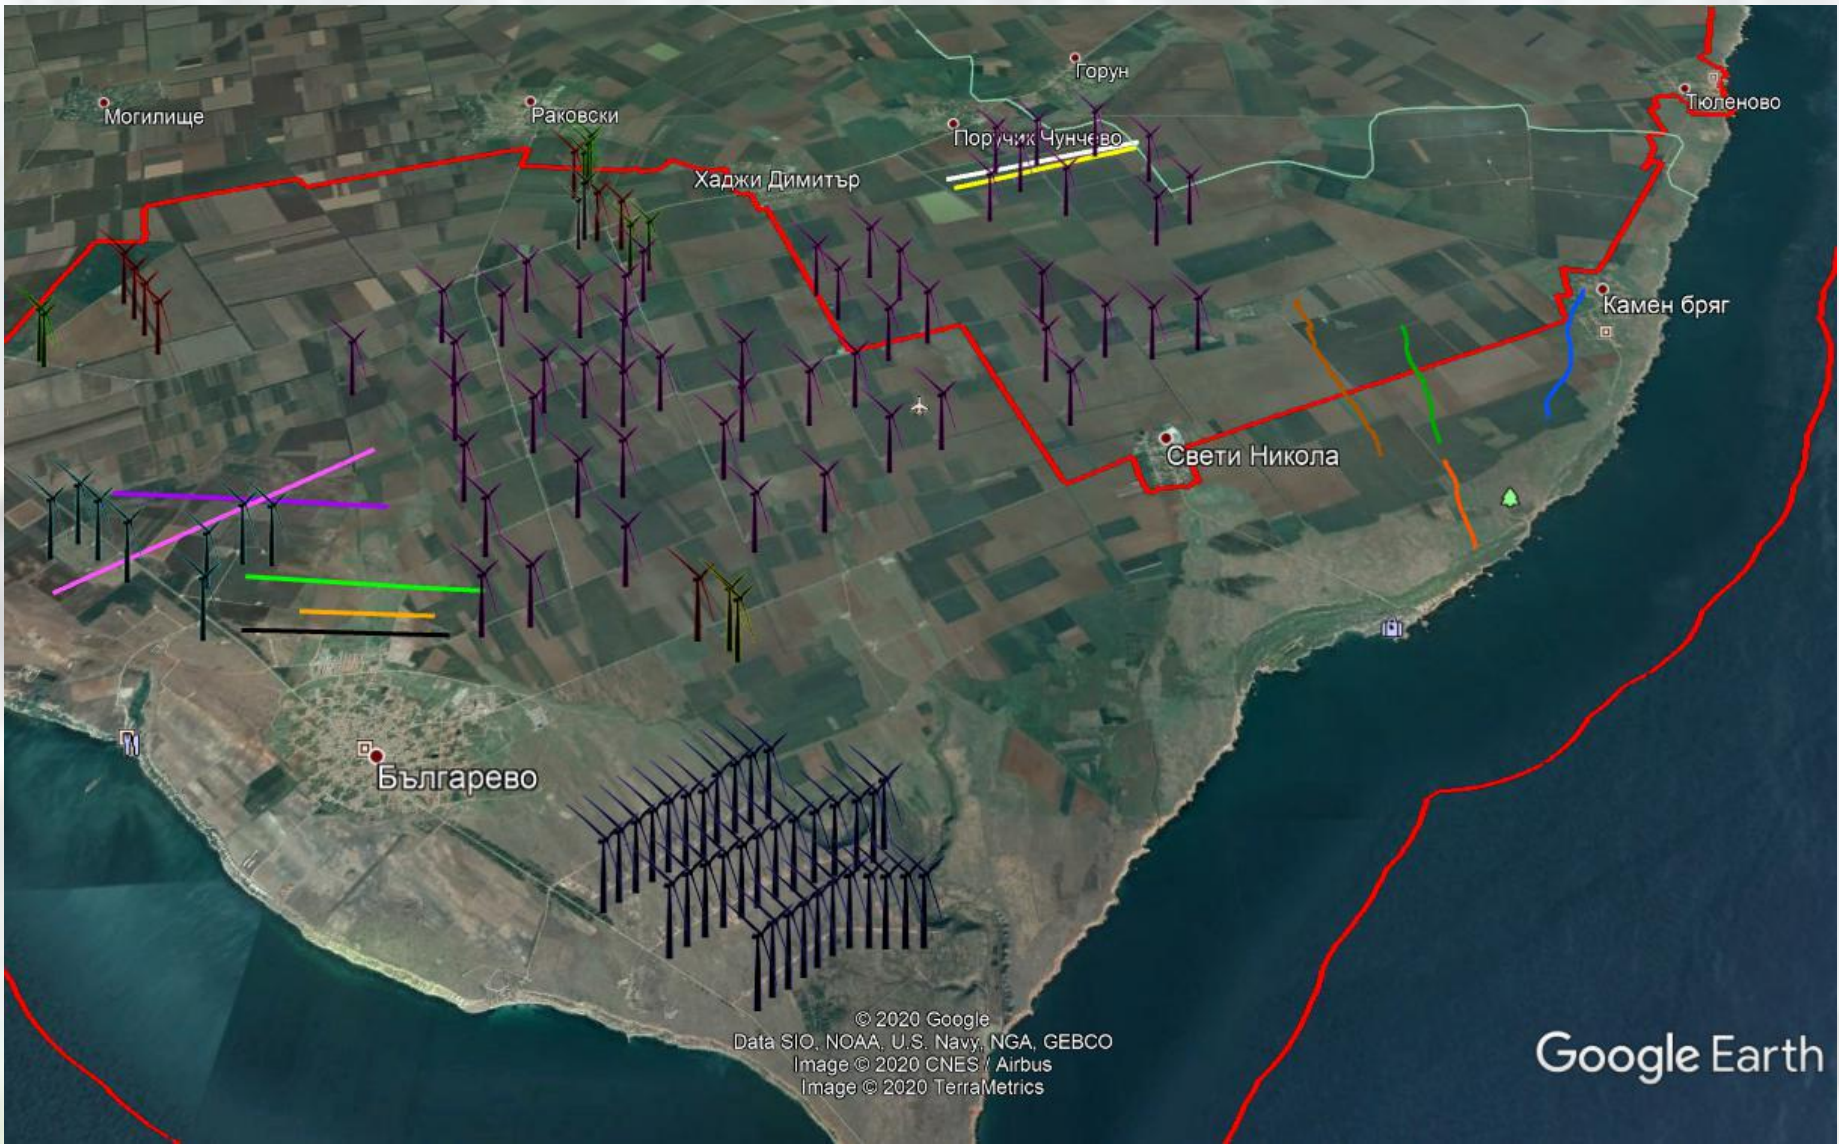 Горун
Могилище
Раковски
Тюленово
Поручик Чунчево
Хаджи Димитър
Камен бряг
Свети Никола
Българево
© 2020 Google
Data SIO, NOAA, U.S. Navy, NGA, GEBCO
Image © 2020 CNES / Airbus
Image © 2020 TerraMetrics
Google Earth